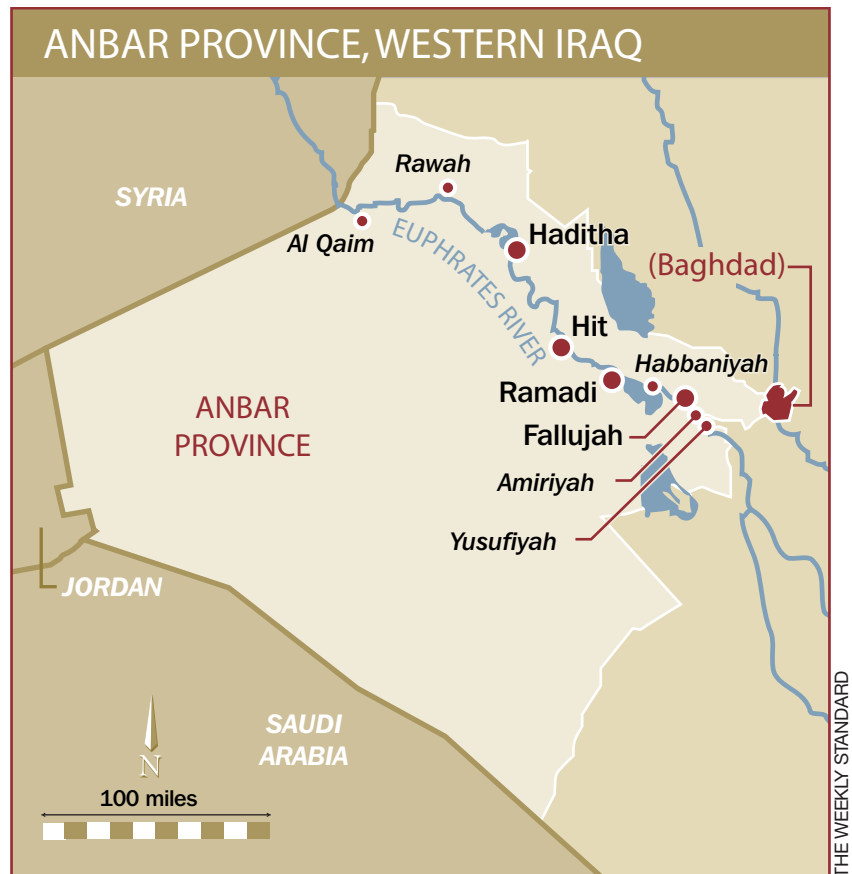 ANBAR PROVINCE, WESTERN IRAQ
SYRIA
Rawah
Al Qaim
EUPHRATES RIVER
Haditha
(Baghdad)
Hit
Habbaniyah
Ramadi
ANBAR
PROVINCE
Fallujah
Amiriyah
Yusufiyah
JORDAN
SAUDI
ARABIA
N
100 miles
THE WEEKLY STANDARD